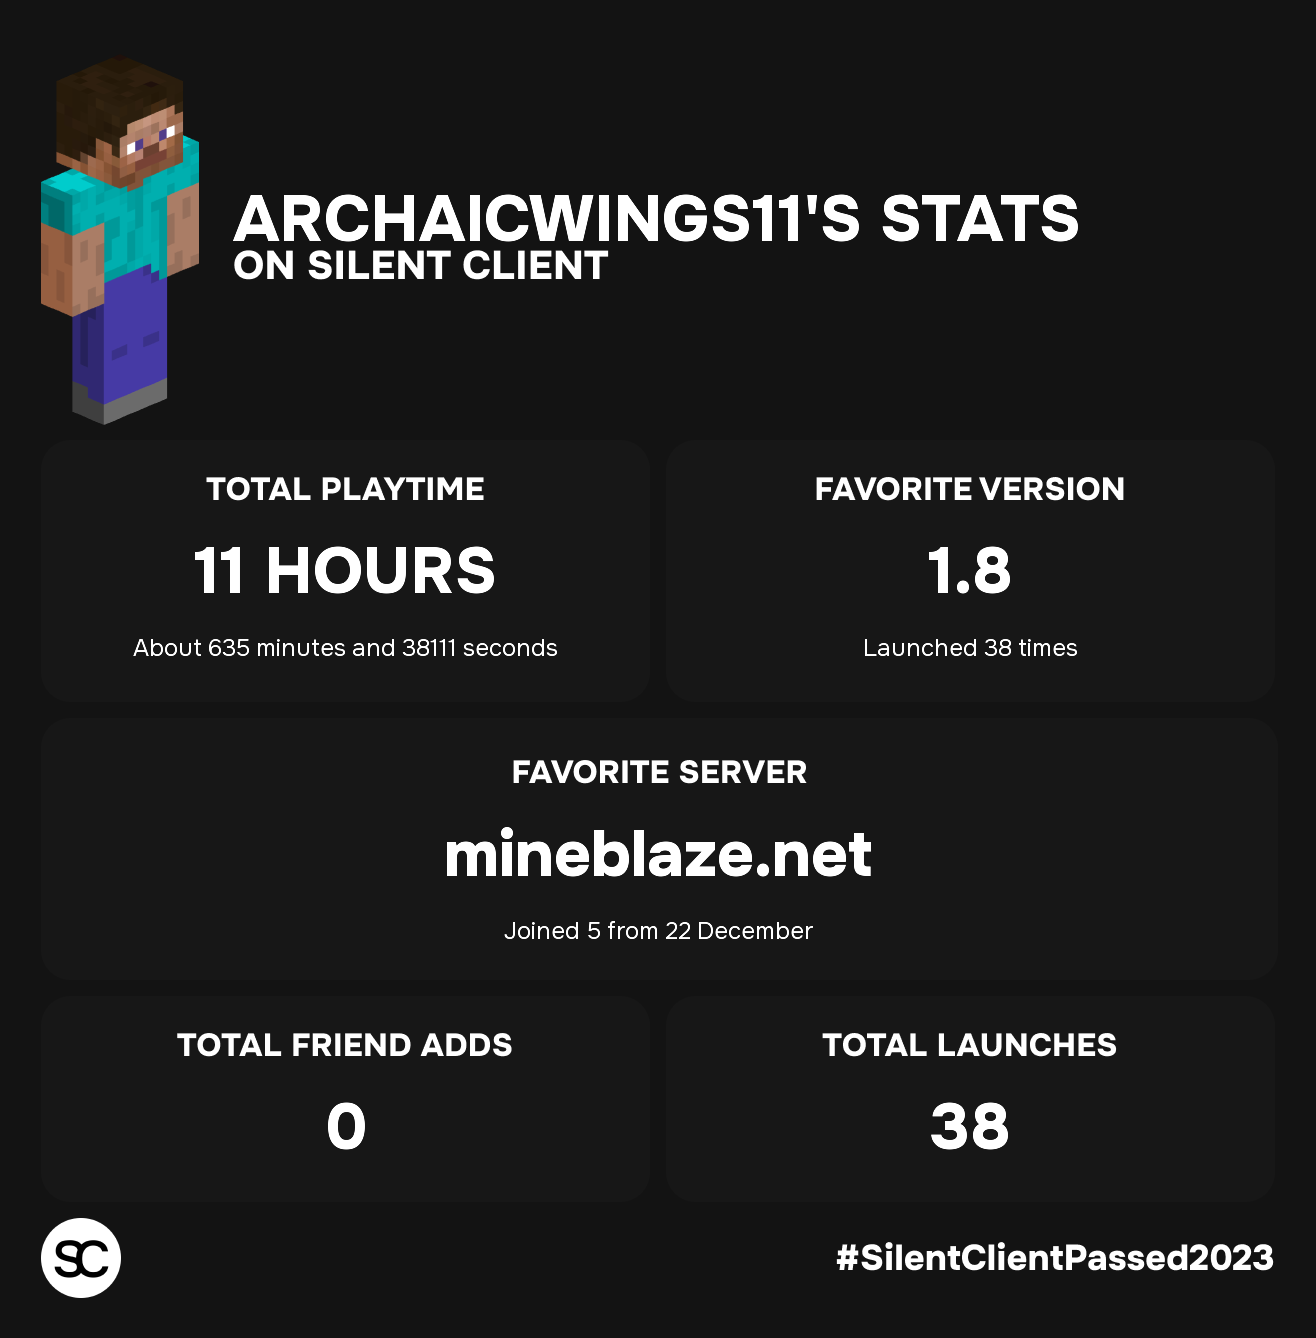 ARCHAICWINGS11'S STATS
ON SILENT CLIENT
TOTAL PLAYTIME
11 HOURS
About 635 minutes and 38111 seconds
FAVORITE VERSION
1.8
Launched 38 times
FAVORITE SERVER
mineblaze.net
Joined 5 from 22 December
TOTAL FRIEND ADDS
0
TOTAL LAUNCHES
38
SC
#SilentClientPassed2023